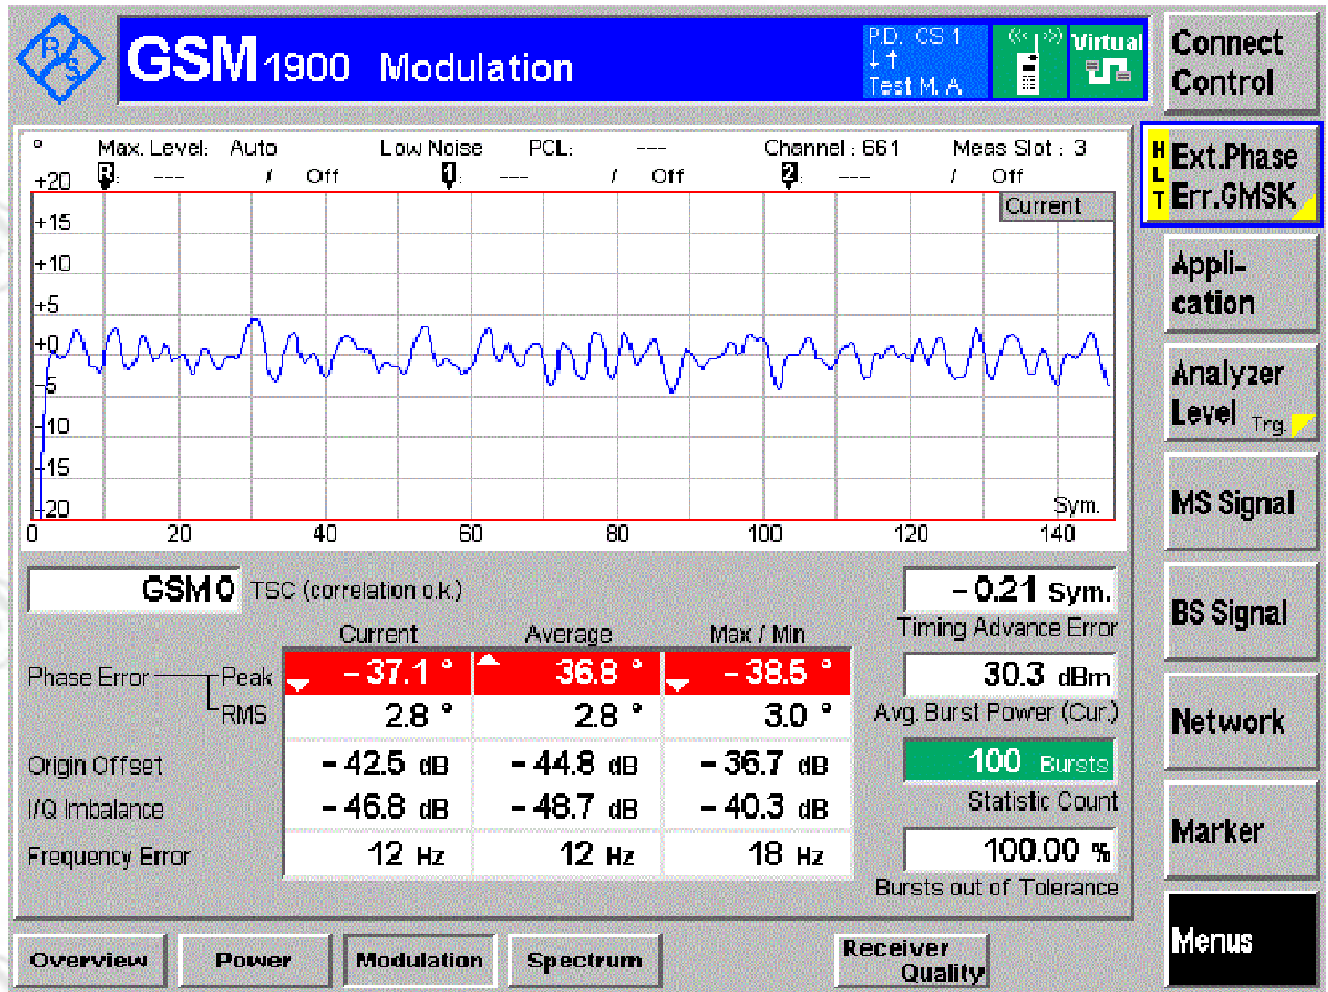 R&S
GSM 1900 Modulation
P.D. CS 1
Test M. A.
Virtual
Connect
Control
° Max. Level: Auto Low Noise PCL: --- Channel : 661 Meas Slot : 3
R: --- / Off 1: --- / Off 2: --- / Off
Current
+20
+15
+10
+5
+0
-5
-10
-15
-20
Sym.
0 20 40 60 80 100 120 140
HLT
Ext.Phase
Err.GMSK
Appli-
cation
Analyzer
Level Trg.
MS Signal
BS Signal
Network
Marker
Menus
GSM 0 TSC (correlation o.k.)
Current Average Max / Min
Phase Error Peak - 37.1 ° 36.8 ° - 38.5 °
RMS 2.8 ° 2.8 ° 3.0 °
Origin Offset - 42.5 dB - 44.8 dB - 36.7 dB
I/Q Imbalance - 46.8 dB - 48.7 dB - 40.3 dB
Frequency Error 12 Hz 12 Hz 18 Hz
- 0.21 Sym.
Timing Advance Error
30.3 dBm
Avg. Burst Power (Cur.)
100 Bursts
Statistic Count
100.00 %
Bursts out of Tolerance
Overview Power Modulation Spectrum
Receiver
Quality